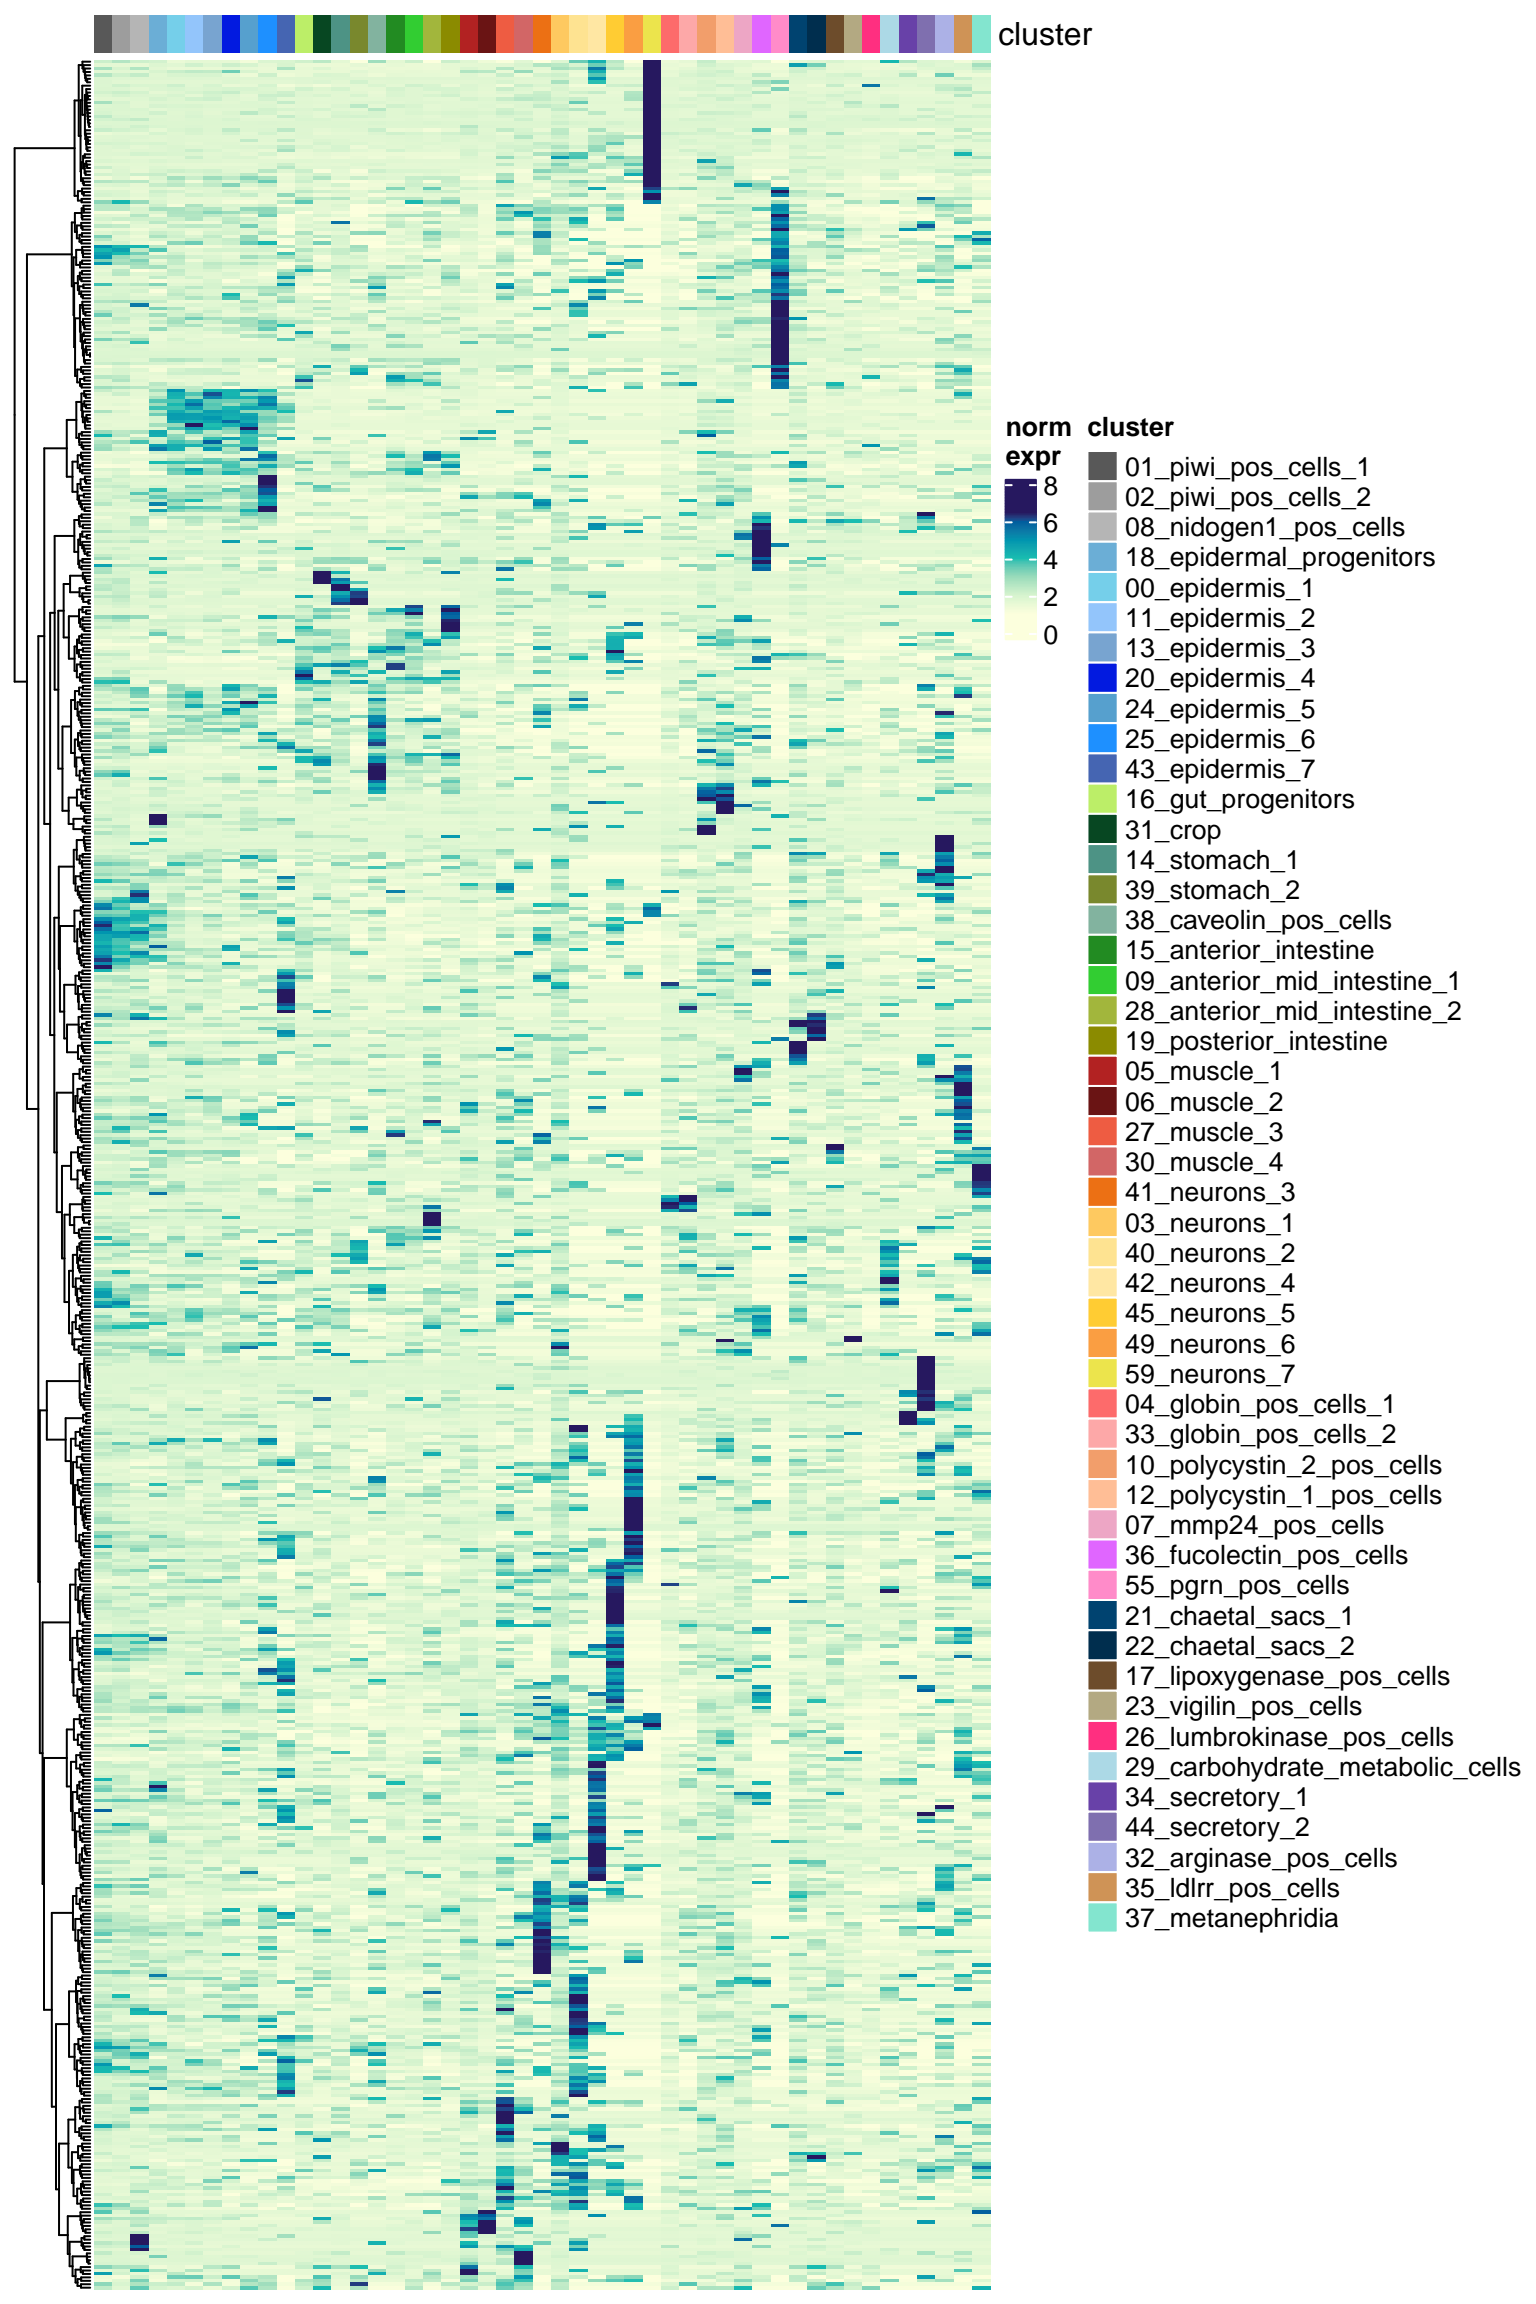 cluster
norm
expr
8
6
4
2
0
cluster
01_piwi_pos_cells_1
02_piwi_pos_cells_2
08_nidogen1_pos_cells
18_epidermal_progenitors
00_epidermis_1
11_epidermis_2
13_epidermis_3
20_epidermis_4
24_epidermis_5
25_epidermis_6
43_epidermis_7
16_gut_progenitors
31_crop
14_stomach_1
39_stomach_2
38_caveolin_pos_cells
15_anterior_intestine
09_anterior_mid_intestine_1
28_anterior_mid_intestine_2
19_posterior_intestine
05_muscle_1
06_muscle_2
27_muscle_3
30_muscle_4
41_neurons_3
03_neurons_1
40_neurons_2
42_neurons_4
45_neurons_5
49_neurons_6
59_neurons_7
04_globin_pos_cells_1
33_globin_pos_cells_2
10_polycystin_2_pos_cells
12_polycystin_1_pos_cells
07_mmp24_pos_cells
36_fucolectin_pos_cells
55_pgrn_pos_cells
21_chaetal_sacs_1
22_chaetal_sacs_2
17_lipoxygenase_pos_cells
23_vigilin_pos_cells
26_lumbrokinase_pos_cells
29_carbohydrate_metabolic_cells
34_secretory_1
44_secretory_2
32_arginase_pos_cells
35_ldlrr_pos_cells
37_metanephridia